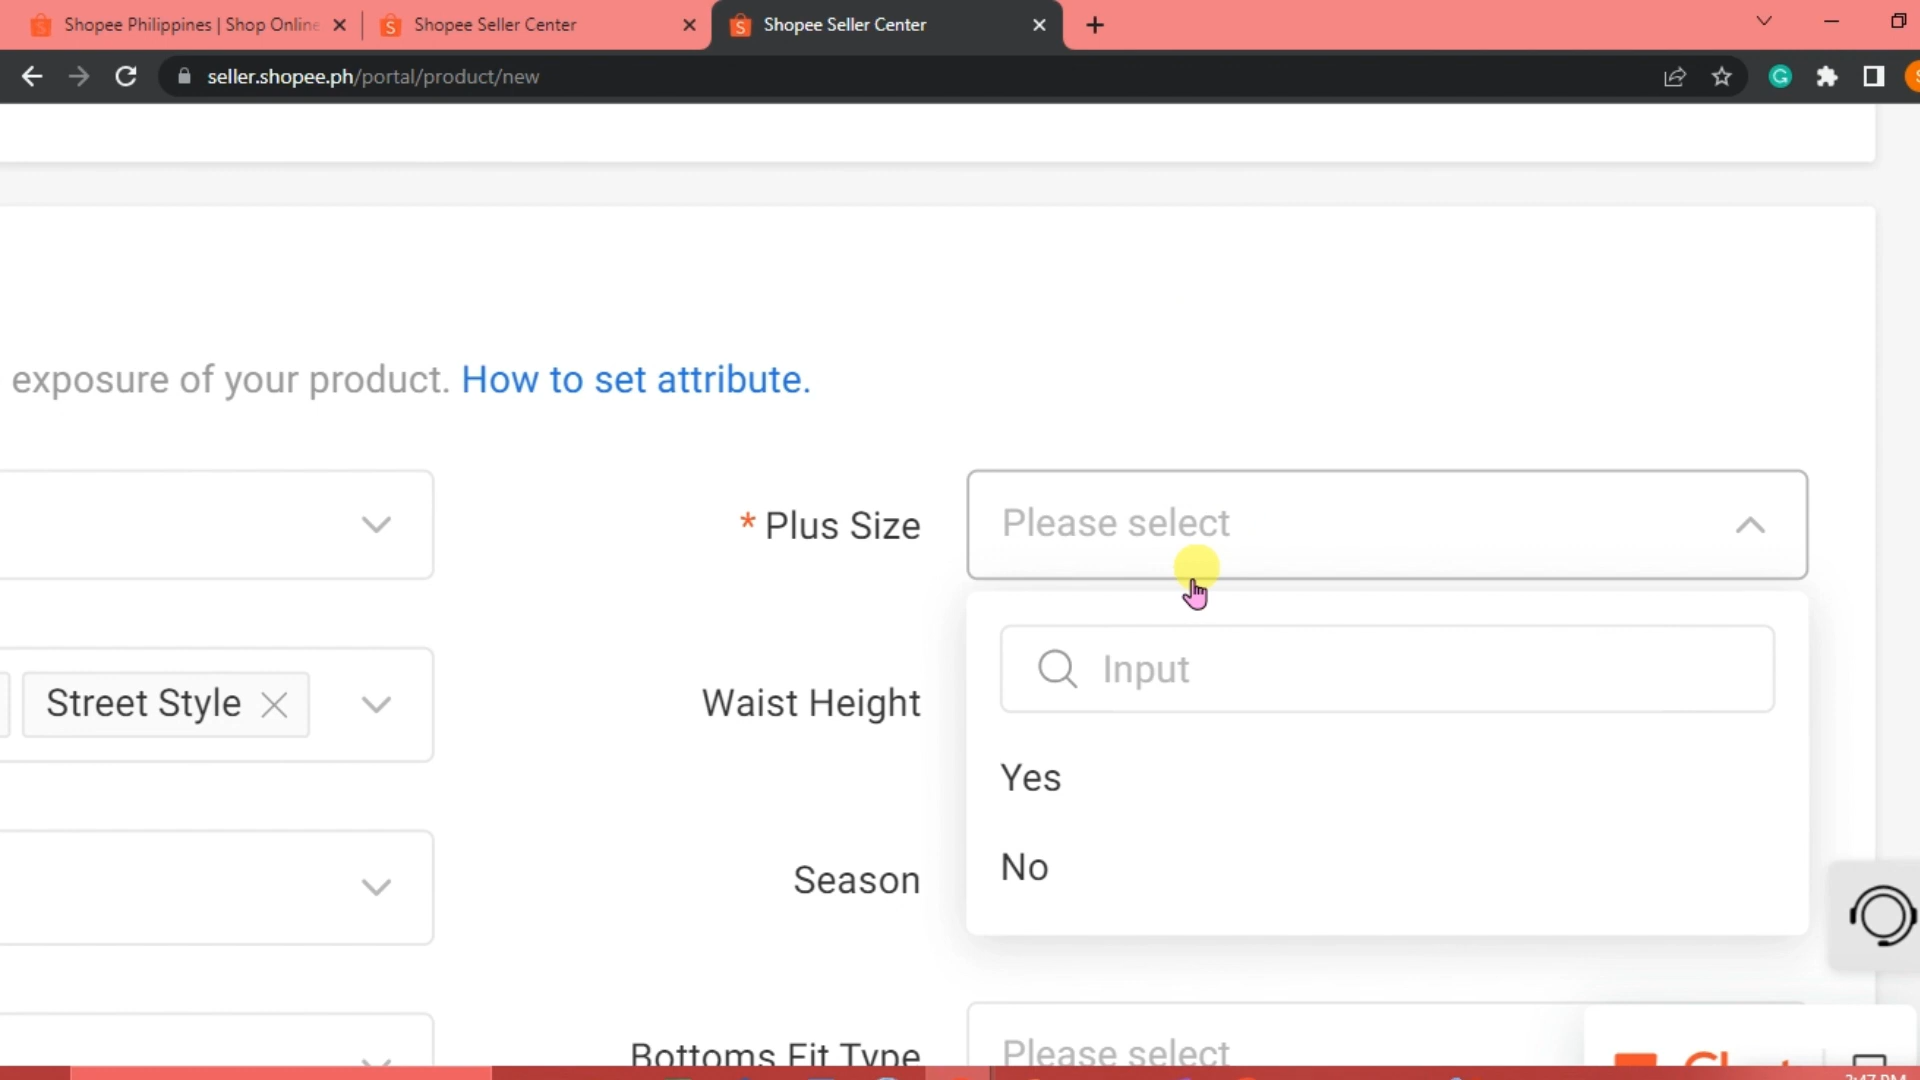 Shopee Philippines | Shop Online
Shopee Seller Center
Shopee Seller Center
seller.shopee.ph/portal/product/new
exposure of your product. How to set attribute.
* Plus Size
Please select
Input
Street Style
Waist Height
Yes
Season
No
Bottoms Fit Type
Please select
Chat